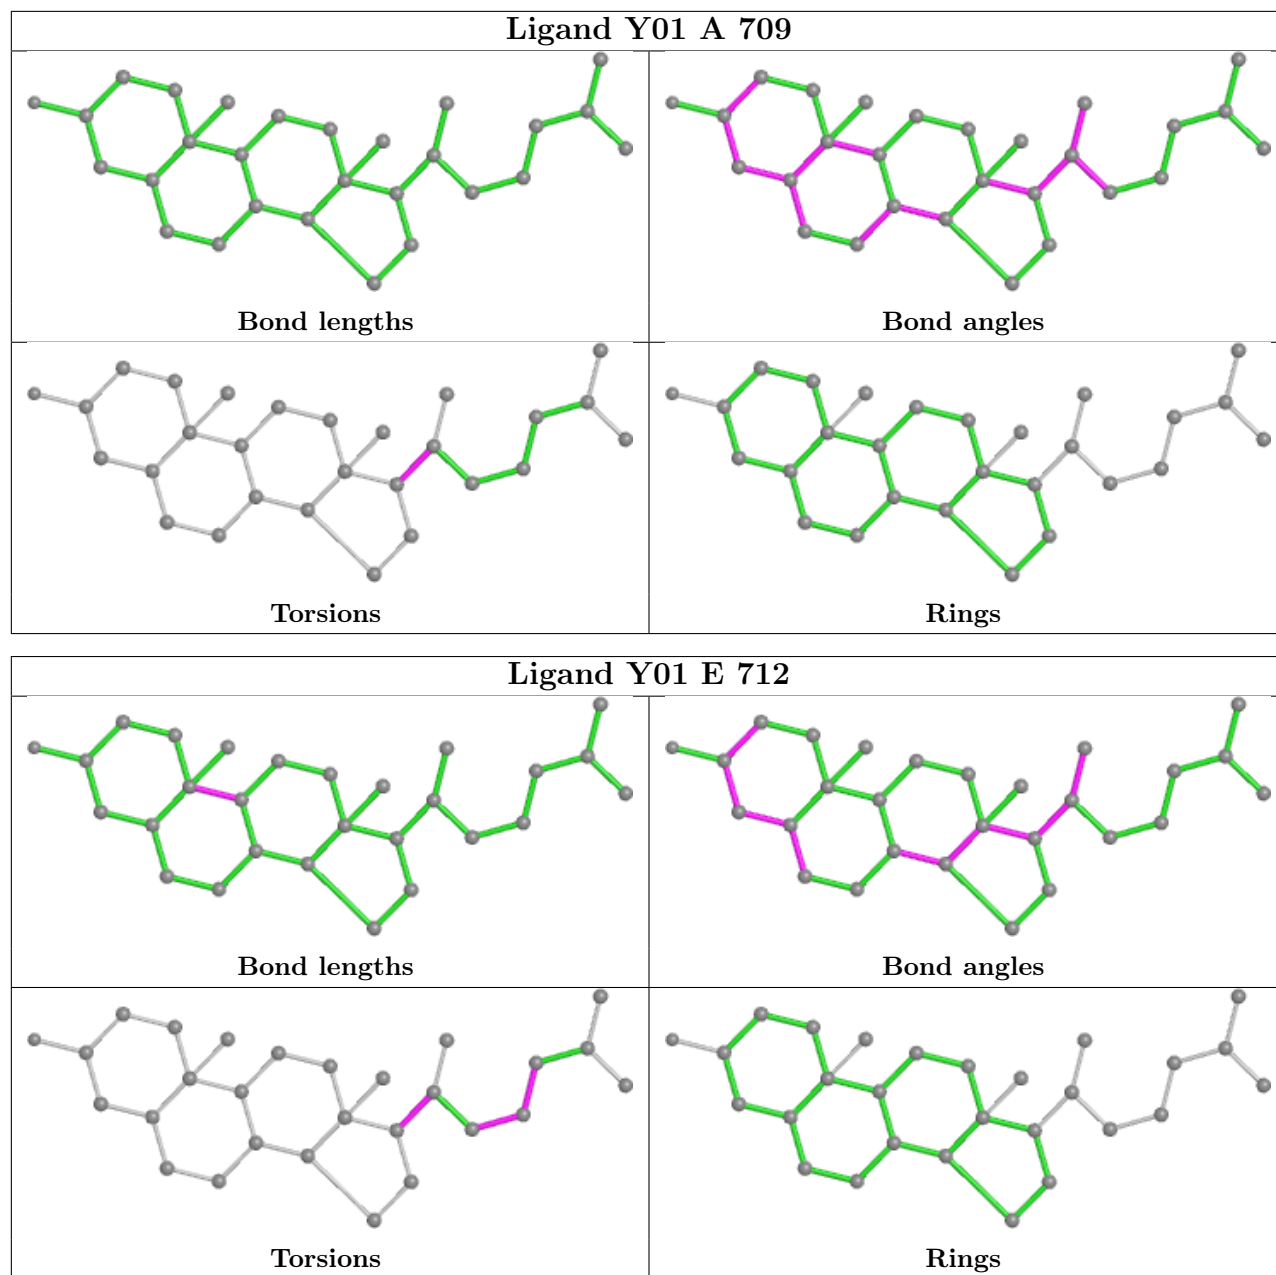 Ligand Y01 A 709
Bond lengths
Bond angles
Torsions
Rings
Ligand Y01 E 712
Bond lengths
Bond angles
Torsions
Rings